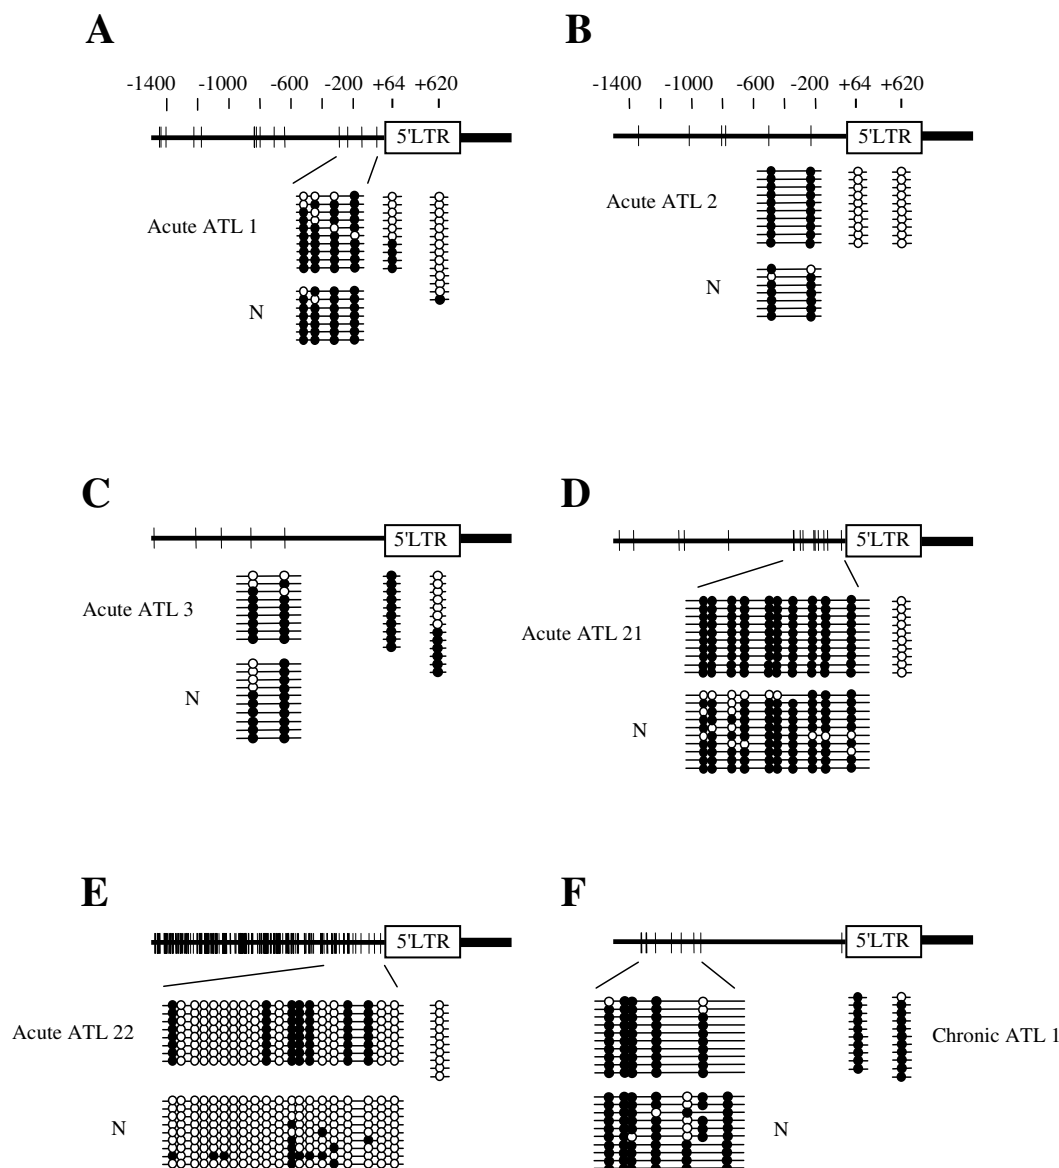 A
-1400 -1000 -600 -200 +64 +620
5'LTR
Acute ATL 1
N
B
-1400 -1000 -600 -200 +64 +620
5'LTR
Acute ATL 2
N
C
5'LTR
Acute ATL 3
N
D
5'LTR
Acute ATL 21
N
E
5'LTR
Acute ATL 22
N
F
5'LTR
Chronic ATL 1
N